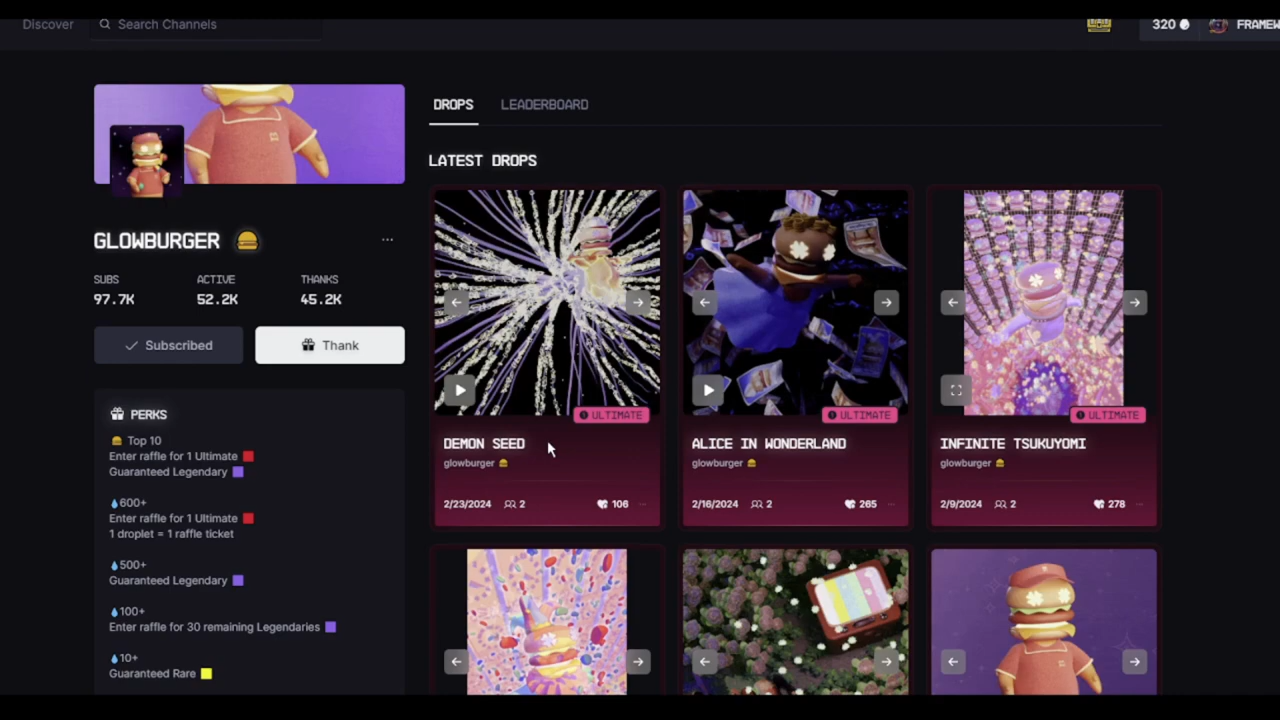 Discover
Search Channels
320
FRAMEW
DROPS
LEADERBOARD
LATEST DROPS
GLOWBURGER
SUBS
ACTIVE
THANKS
97.7K
52.2K
45.2K
Subscribed
Thank
PERKS
Top 10
Enter raffle for 1 Ultimate
Guaranteed Legendary
600+
Enter raffle for 1 Ultimate
1 droplet = 1 raffle ticket
500+
Guaranteed Legendary
100+
Enter raffle for 30 remaining Legendaries
10+
Guaranteed Rare
ULTIMATE
DEMON SEED
glowburger
2/23/2024
2
106
ULTIMATE
ALICE IN WONDERLAND
glowburger
2/16/2024
2
265
ULTIMATE
INFINITE TSUKUYOMI
glowburger
2/9/2024
2
278